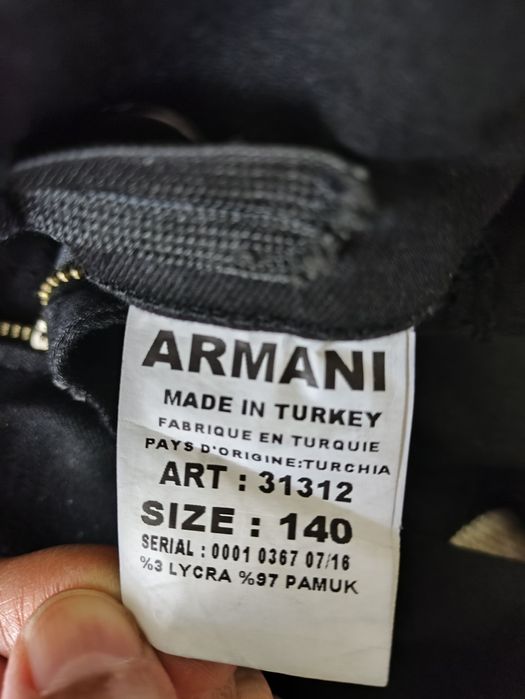 ARMANI
MADE IN TURKEY
FABRIQUE EN TURQUIE
PAYS D'ORIGINE:TURCHIA
ART : 31312
SIZE : 140
SERIAL : 0001 0367 07/16
%3 LYCRA %97 PAMUK